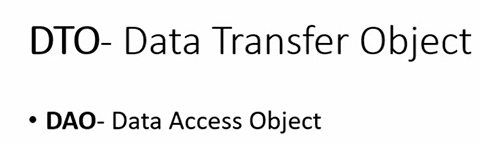 DTO- Data Transfer Object
• DAO- Data Access Object